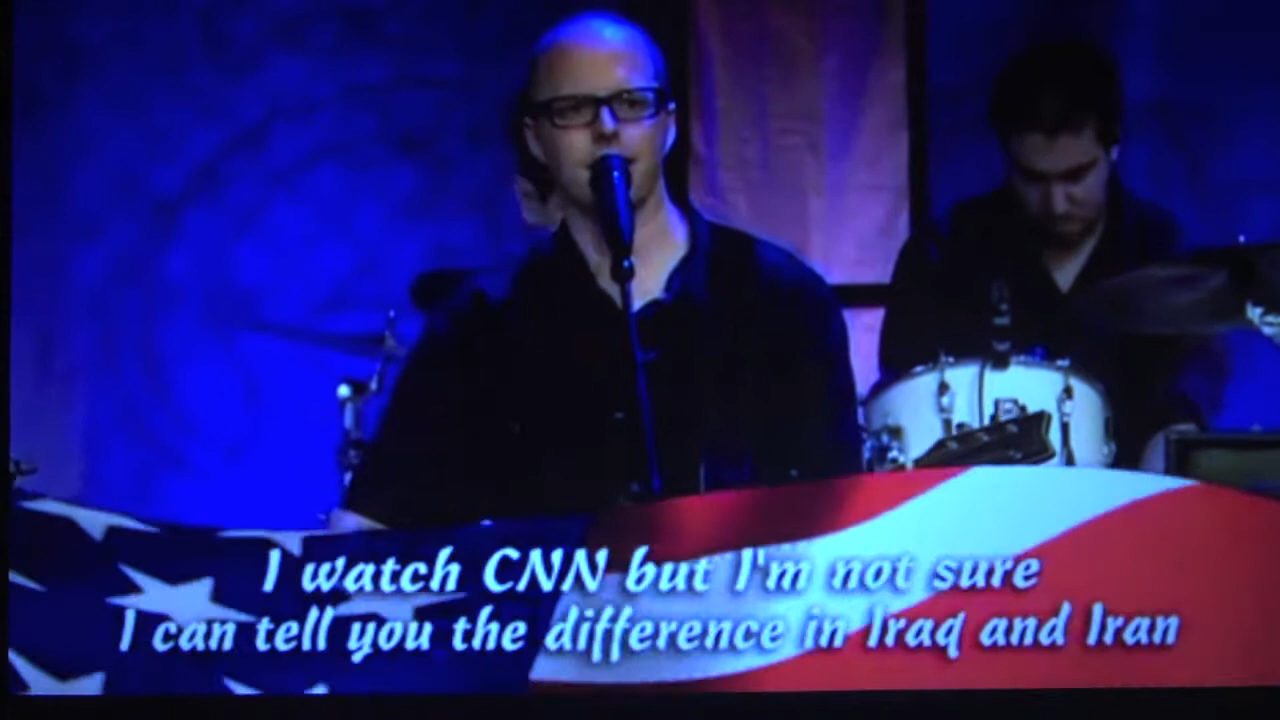 I watch CNN but I'm not sure
I can tell you the difference in Iraq and Iran